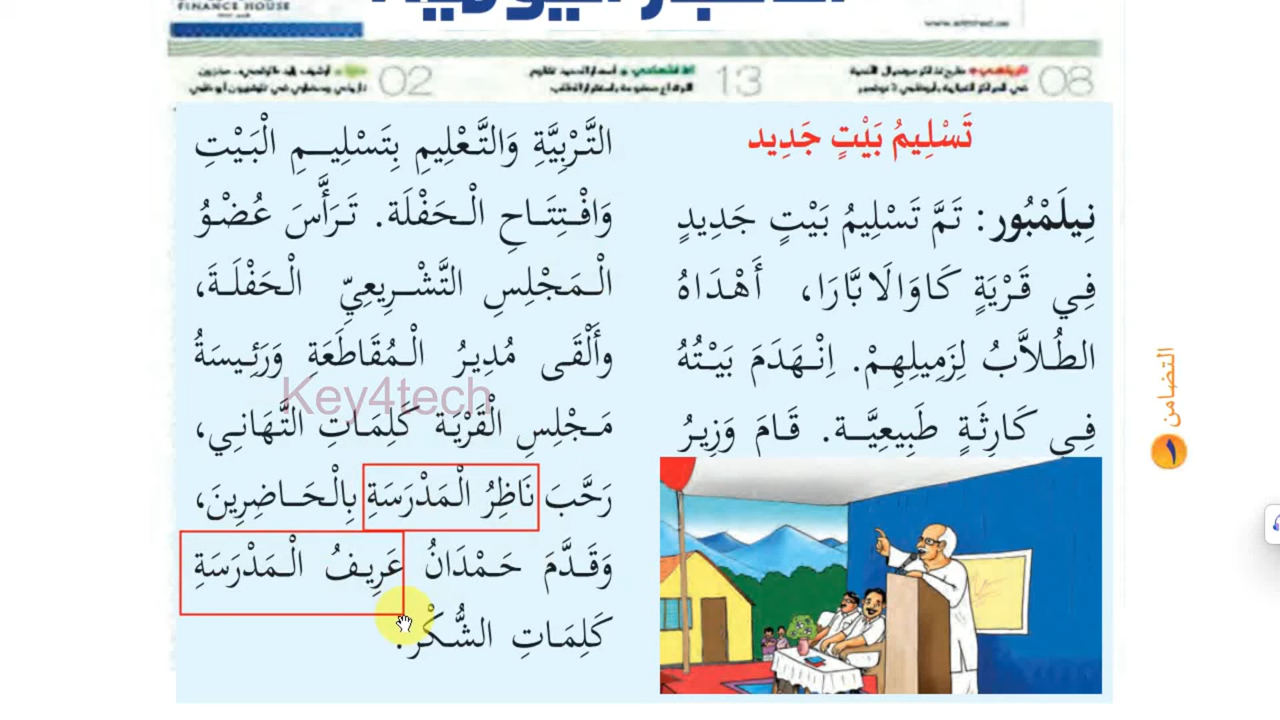 FINANCE HOUSE
08
13
02
تَسْلِيمُ بَيْتٍ جَدِيد
نِيلَمْبُور: تَمَّ تَسْلِيمُ بَيْتٍ جَدِيدٍ
فِي قَرْيَةٍ كَاوَالَابَّارَا، أَهْدَاهُ
الطُلاَّبُ لِزَمِيلِهِمْ. اِنْهَدَمَ بَيْتُهُ
فِي كَارِثَةٍ طَبِيعِيَّة. قَامَ وَزِيرُ
التَّرْبِيَّةِ وَالتَّعْلِيمِ بِتَسْلِيمِ الْبَيْتِ
وَافْتِتَاحِ الْحَفْلَة. تَرَأَّسَ عُضْوُ
الْمَجْلِسِ التَّشْرِيعِيّ الْحَفْلَةَ،
وأَلْقَى مُدِيرُ الْمُقَاطَعَةِ وَرَئِيسَةُ
مَجْلِسِ الْقَرْيَة كَلِمَاتِ التَّهَانِي،
رَحَّبَ نَاظِرُ الْمَدْرَسَةِ بِالْحَاضِرِينَ،
وَقَدَّمَ حَمْدَانُ عَرِيفُ الْمَدْرَسَةِ
كَلِمَاتِ الشُّكْر.
Key4tech
التضامن
١